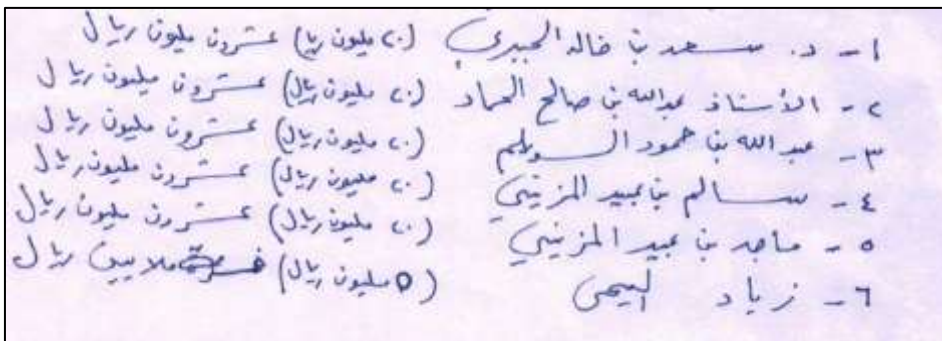 ١- د. سعد بن خالد الجبري (٢٠ مليون ريال) عشرون مليون ريال
٢- الأستاذ عبدالله بن صالح الحماد (٢٠ مليون ريال) عشرون مليون ريال
٣- عبدالله بن حمود السويلم (٢٠ مليون ريال) عشرون مليون ريال
٤- سالم بن عبيد المزيني (٢٠ مليون ريال) عشرون مليون ريال
٥- ماجد بن عبيد المزيني (٢٠ مليون ريال) عشرون مليون ريال
٦- زياد (٥ مليون ريال) خمسة ملايين ريال